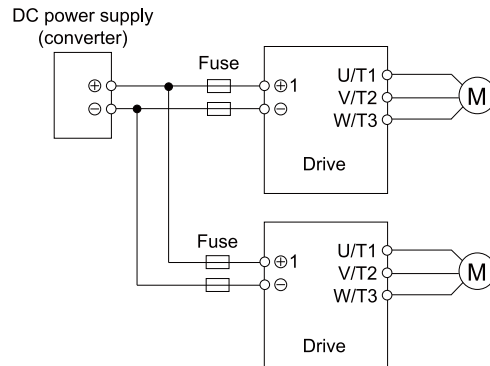 DC power supply
(converter)
⊕
⊖
Fuse
⊕1
⊖
U/T1
V/T2
W/T3
M
Drive
Fuse
⊕1
⊖
U/T1
V/T2
W/T3
M
Drive